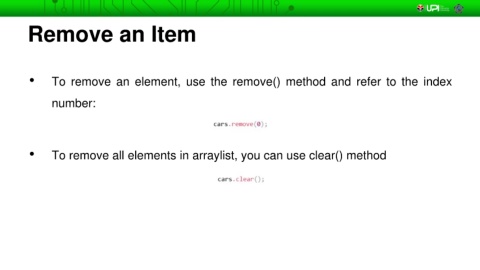 UPI
Remove an Item
• To remove an element, use the remove() method and refer to the index
number:
cars.remove(0);
• To remove all elements in arraylist, you can use clear() method
cars.clear();